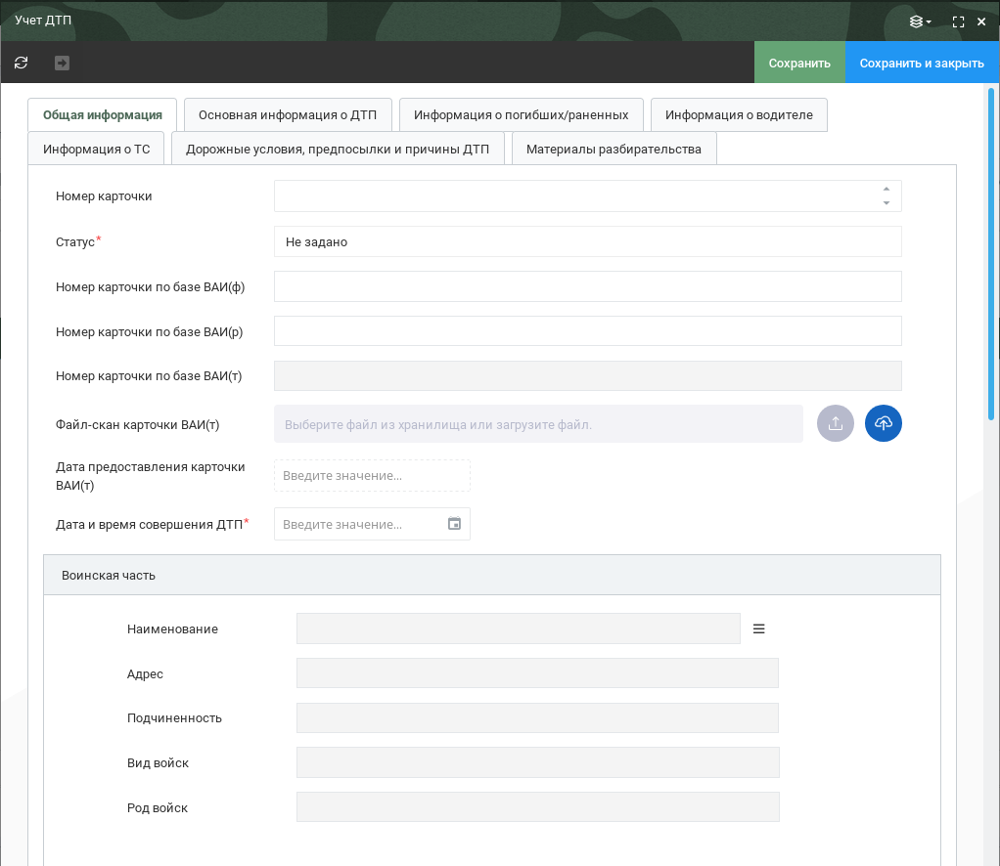 Учет ДТП
Сохранить
Сохранить и закрыть
Общая информация
Основная информация о ДТП
Информация о погибших/раненных
Информация о водителе
Информация о ТС
Дорожные условия, предпосылки и причины ДТП
Материалы разбирательства
Номер карточки
Статус*
Не задано
Номер карточки по базе ВАИ(ф)
Номер карточки по базе ВАИ(р)
Номер карточки по базе ВАИ(т)
Файл-скан карточки ВАИ(т)
Выберите файл из хранилища или загрузите файл.
Дата предоставления карточки
ВАИ(т)
Введите значение...
Дата и время совершения ДТП*
Введите значение...
Воинская часть
Наименование
Адрес
Подчиненность
Вид войск
Род войск